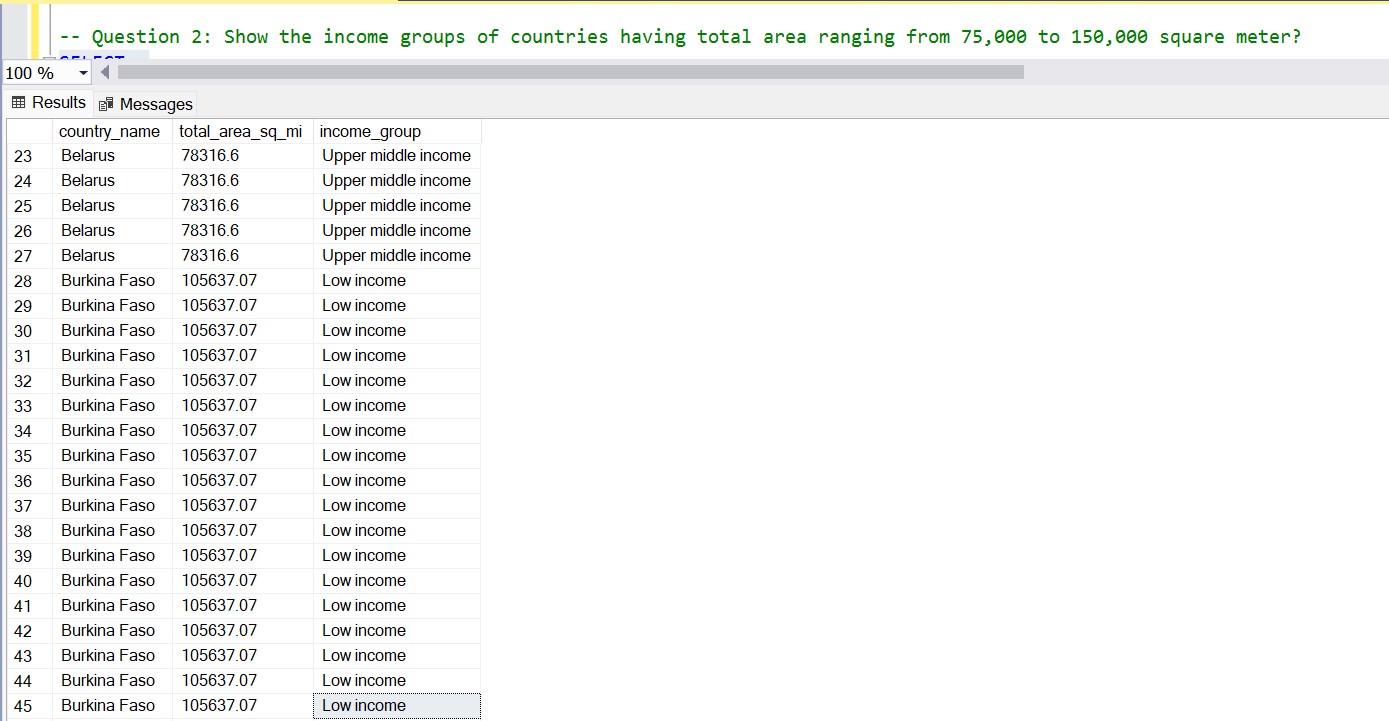 -- Question 2: Show the income groups of countries having total area ranging from 75,000 to 150,000 square meter?
SELECT
100 %
Results Messages
country_name total_area_sq_mi income_group
23 Belarus 78316.6 Upper middle income
24 Belarus 78316.6 Upper middle income
25 Belarus 78316.6 Upper middle income
26 Belarus 78316.6 Upper middle income
27 Belarus 78316.6 Upper middle income
28 Burkina Faso 105637.07 Low income
29 Burkina Faso 105637.07 Low income
30 Burkina Faso 105637.07 Low income
31 Burkina Faso 105637.07 Low income
32 Burkina Faso 105637.07 Low income
33 Burkina Faso 105637.07 Low income
34 Burkina Faso 105637.07 Low income
35 Burkina Faso 105637.07 Low income
36 Burkina Faso 105637.07 Low income
37 Burkina Faso 105637.07 Low income
38 Burkina Faso 105637.07 Low income
39 Burkina Faso 105637.07 Low income
40 Burkina Faso 105637.07 Low income
41 Burkina Faso 105637.07 Low income
42 Burkina Faso 105637.07 Low income
43 Burkina Faso 105637.07 Low income
44 Burkina Faso 105637.07 Low income
45 Burkina Faso 105637.07 Low income